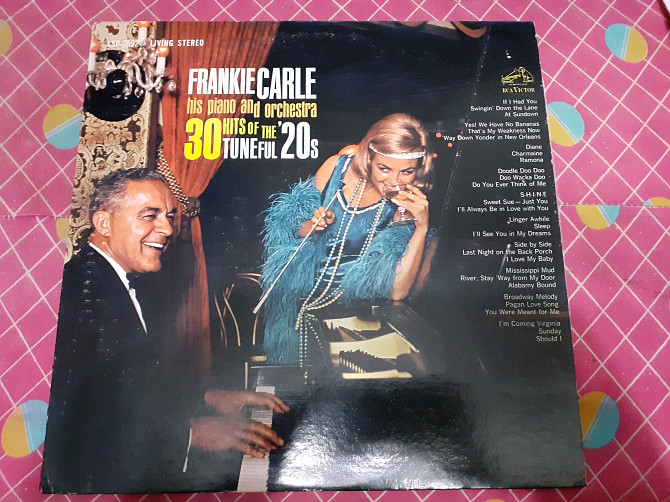 LIVING STEREO
FRANKIE CARLE
his piano and orchestra
30 HITS OF THE TUNEFUL '20s
RCA VICTOR
If I Had You
Swingin' Down the Lane
At Sundown
Yes! We Have No Bananas
That's My Weakness Now
Way Down Yonder in New Orleans
Diane
Charmaine
Ramona
Doodle Doo Doo
Doo Wacka Doo
Do You Ever Think of Me
S-H-I-N-E
Sweet Sue—Just You
I'll Always Be in Love with You
Linger Awhile
Sleep
I'll See You in My Dreams
Side by Side
Last Night on the Back Porch
I Love My Baby
Mississippi Mud
River, Stay 'Way from My Door
Alabamy Bound
Broadway Melody
Pagan Love Song
You Were Meant for Me
I'm Coming Virginia
Sunday
Should I